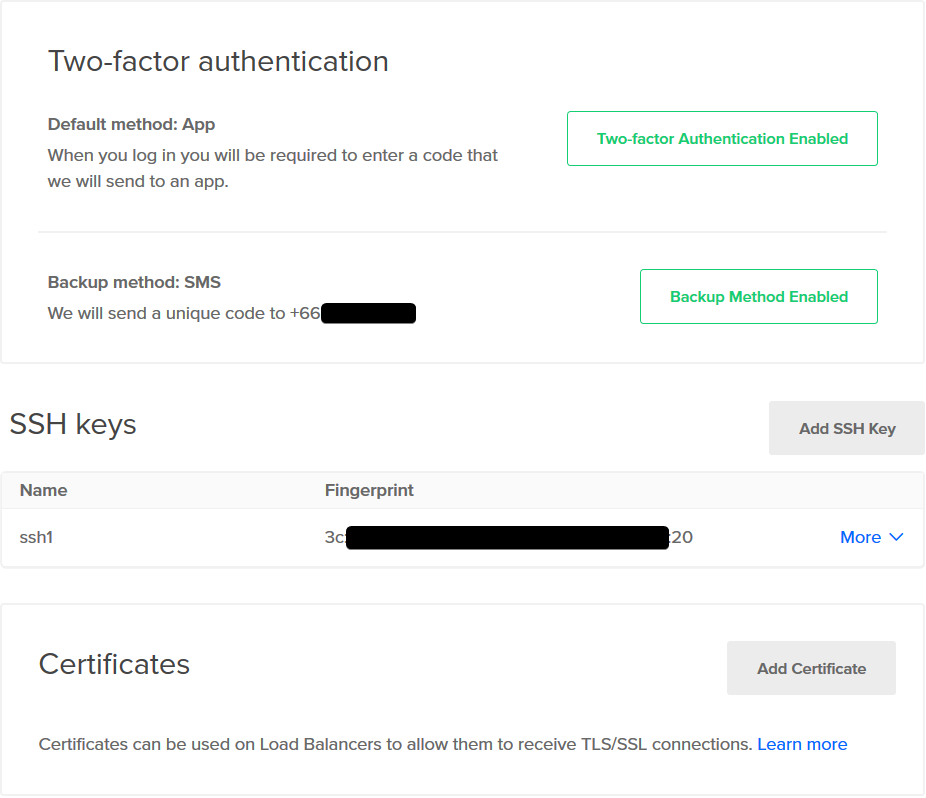 Two-factor authentication
Default method: App
Two-factor Authentication Enabled
When you log in you will be required to enter a code that
we will send to an app.
Backup method: SMS
Backup Method Enabled
We will send a unique code to +66
SSH keys
Add SSH Key
Name Fingerprint
ssh1 3c: :20 More
Certificates
Add Certificate
Certificates can be used on Load Balancers to allow them to receive TLS/SSL connections. Learn more